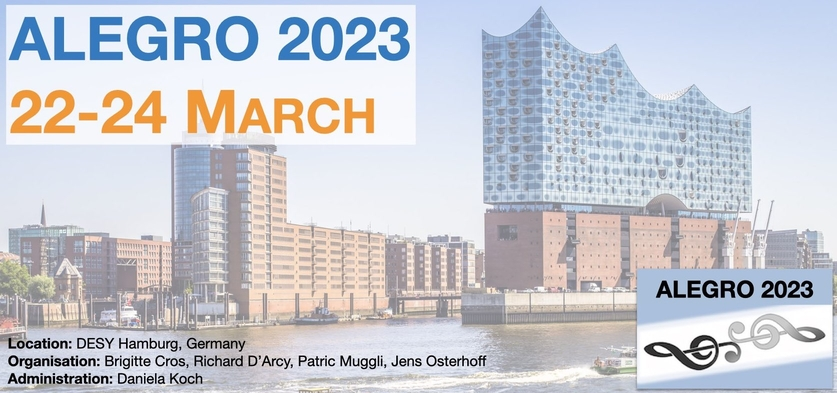 ALEGRO 2023
22-24 MARCH
Location: DESY Hamburg, Germany
Organisation: Brigitte Cros, Richard D'Arcy, Patric Muggli, Jens Osterhoff
Administration: Daniela Koch
ALEGRO 2023